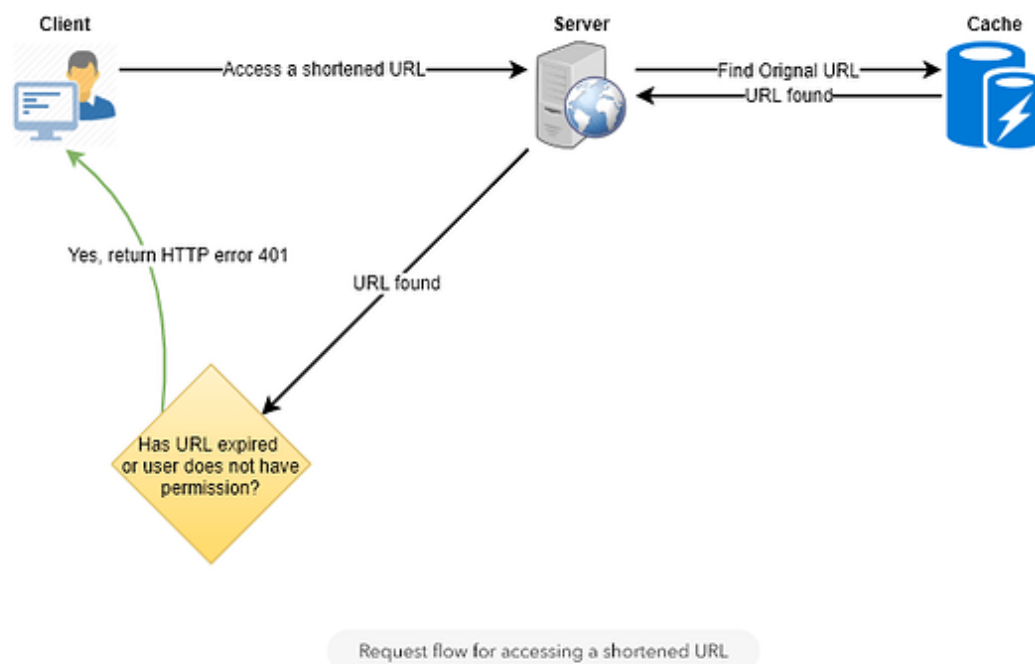 Client
Server
Cache
Access a shortened URL
Find Orignal URL
URL found
Yes, return HTTP error 401
URL found
Has URL expired
or user does not have
permission?
Request flow for accessing a shortened URL